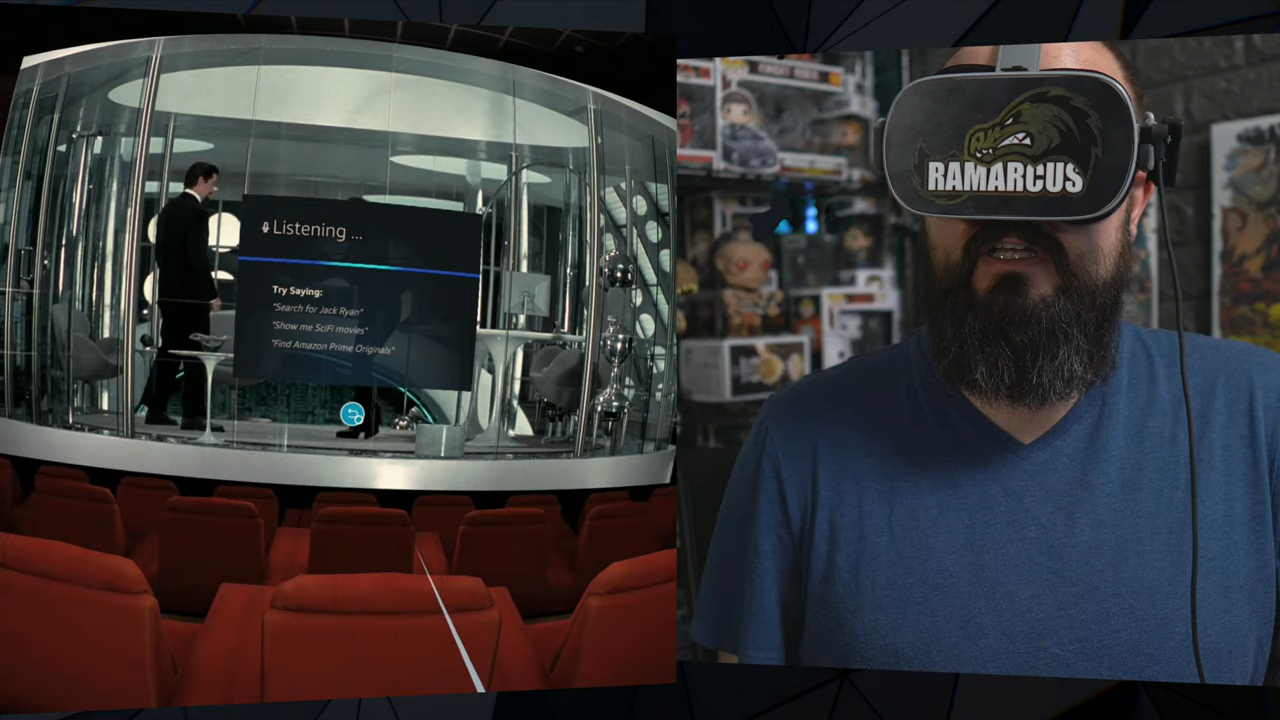 Listening ...
Try Saying:
"Search for Jack Ryan"
"Show me SciFi movies"
"Find Amazon Prime Originals"
RAMARCUS